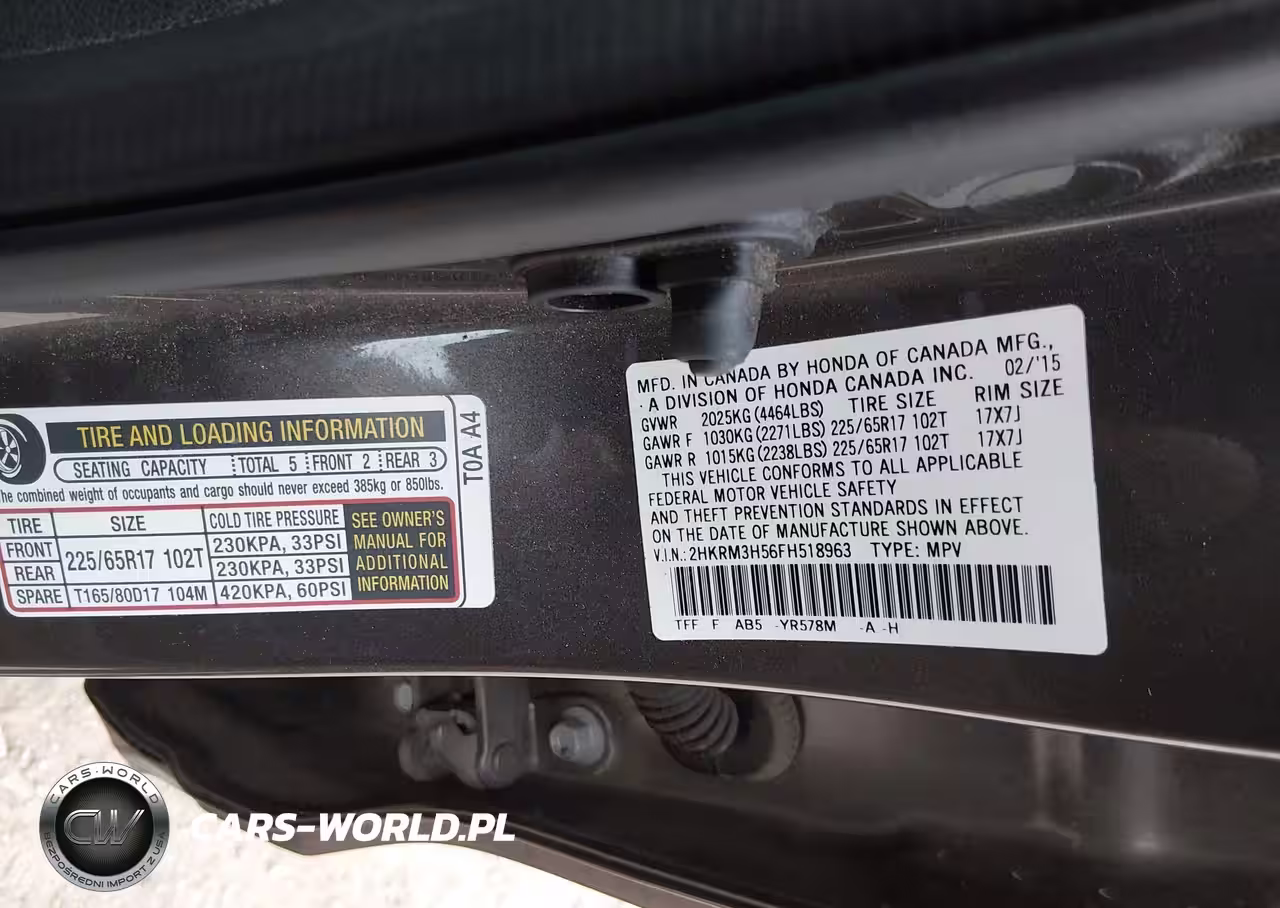 TIRE AND LOADING INFORMATION
SEATING CAPACITY TOTAL 5 FRONT 2 REAR 3
The combined weight of occupants and cargo should never exceed 385kg or 850lbs.
TIRE SIZE COLD TIRE PRESSURE
FRONT 225/65R17 102T 230KPA, 33PSI
REAR 230KPA, 33PSI
SPARE T165/80D17 104M 420KPA, 60PSI
SEE OWNER'S
MANUAL FOR
ADDITIONAL
INFORMATION
T0A A4
MFD. IN CANADA BY HONDA OF CANADA MFG.,
A DIVISION OF HONDA CANADA INC. 02/'15
GVWR 2025KG (4464LBS) TIRE SIZE RIM SIZE
GAWR F 1030KG (2271LBS) 225/65R17 102T 17X7J
GAWR R 1015KG (2238LBS) 225/65R17 102T 17X7J
THIS VEHICLE CONFORMS TO ALL APPLICABLE
FEDERAL MOTOR VEHICLE SAFETY
AND THEFT PREVENTION STANDARDS IN EFFECT
ON THE DATE OF MANUFACTURE SHOWN ABOVE.
V.I.N.: 2HKRM3H56FH518963 TYPE: MPV
TFF F AB5 -YR578M -A -H
CARS-WORLD
CW
BEZPOŚREDNI IMPORT Z USA
CARS-WORLD.PL